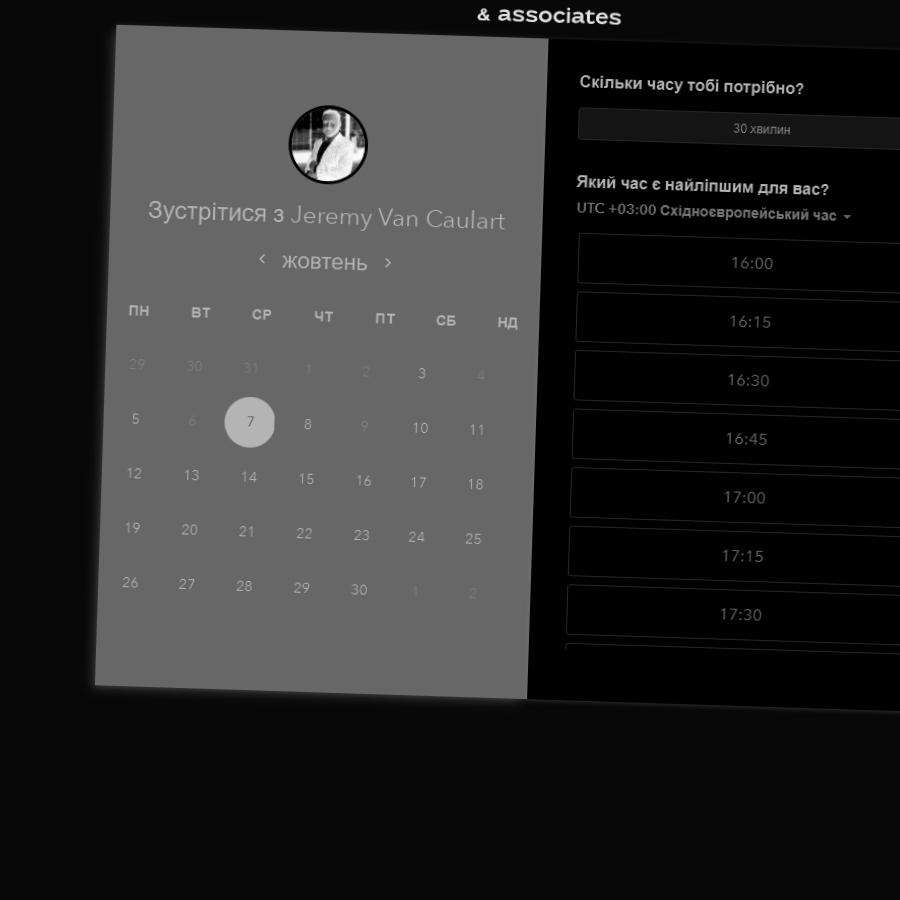 & associates
Зустрітися з Jeremy Van Caulart
жовтень
ПН ВТ СР ЧТ ПТ СБ НД
29 30 31 1 2 3 4
5 6 7 8 9 10 11
12 13 14 15 16 17 18
19 20 21 22 23 24 25
26 27 28 29 30 1 2
Скільки часу тобі потрібно?
30 хвилин
Який час є найліпшим для вас?
UTC +03:00 Східноєвропейський час
16:00
16:15
16:30
16:45
17:00
17:15
17:30